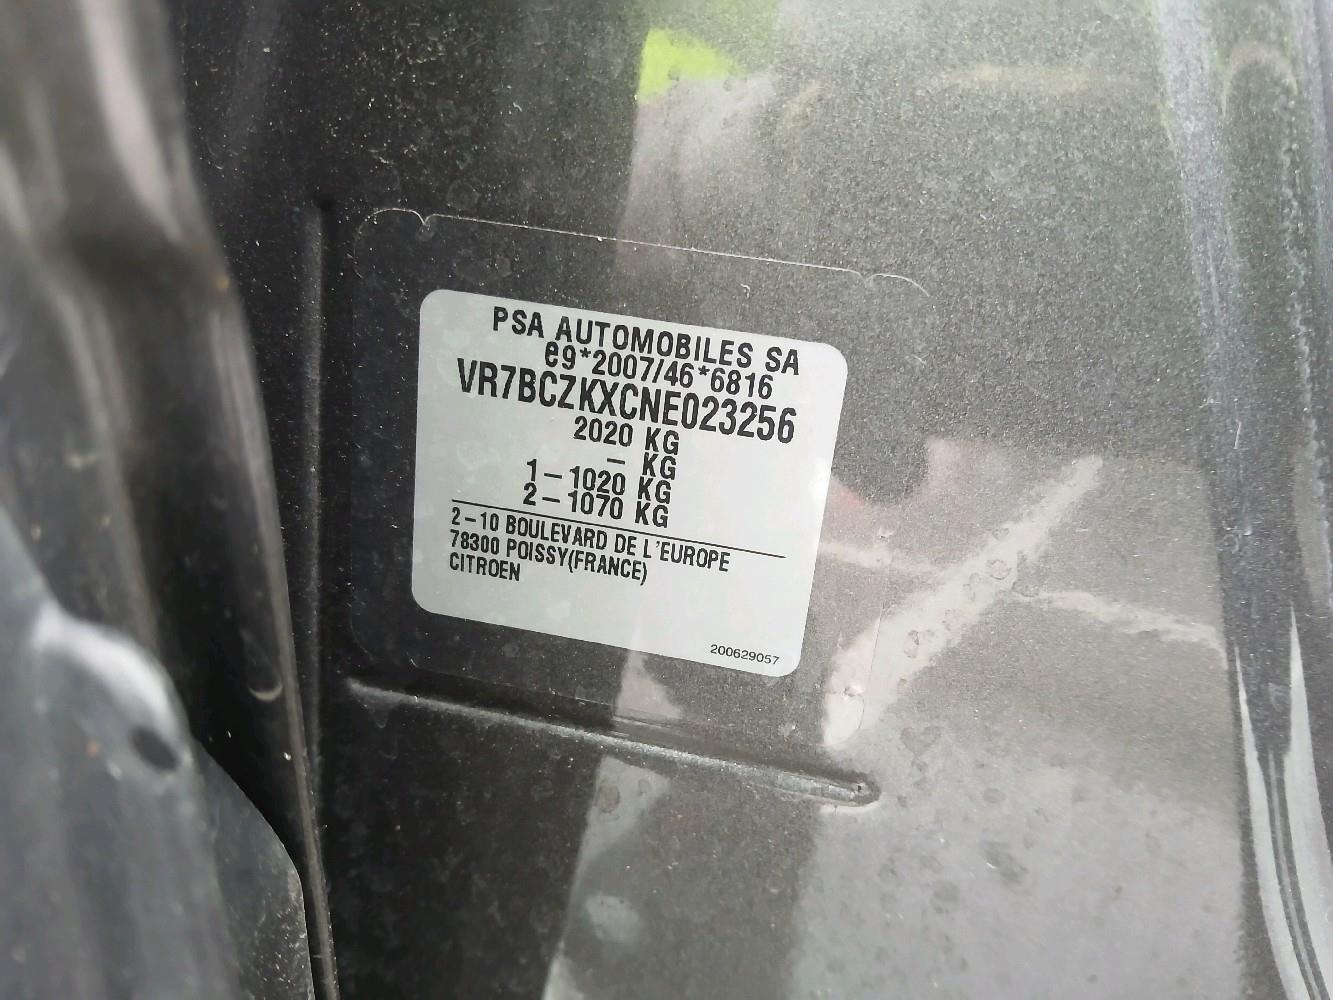 PSA AUTOMOBILES SA
e9*2007/46*6816
VR7BCZKXCNE023256
2020 KG
– KG
1 – 1020 KG
2 – 1070 KG
2 – 10 BOULEVARD DE L'EUROPE
78300 POISSY(FRANCE)
CITROEN
200629057